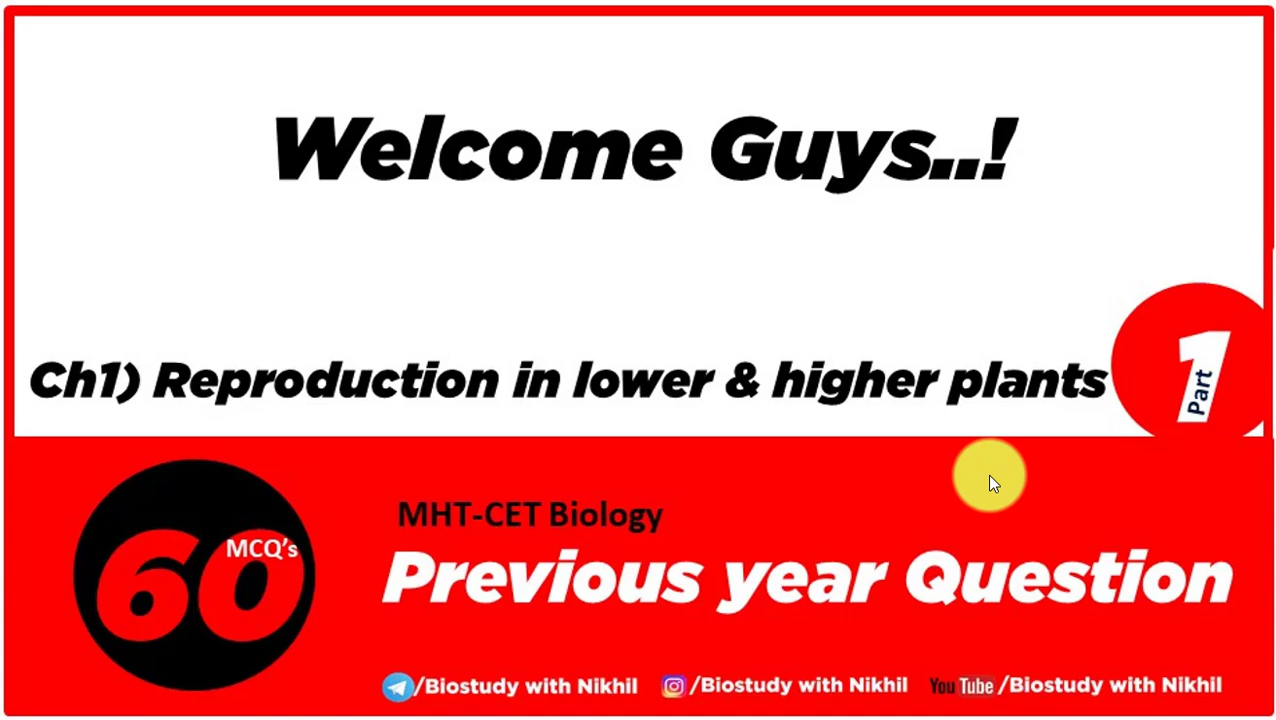 Welcome Guys..!
Ch1) Reproduction in lower & higher plants
1
Part
60
MCQ's
MHT-CET Biology
Previous year Question
/Biostudy with Nikhil /Biostudy with Nikhil YouTube /Biostudy with Nikhil